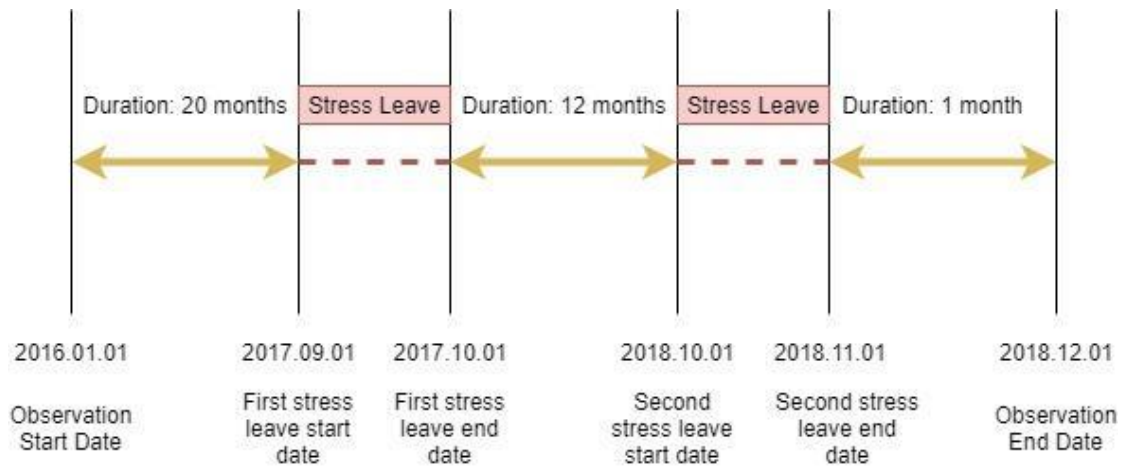 Duration: 20 months
Stress Leave
Duration: 12 months
Stress Leave
Duration: 1 month
2016.01.01
2017.09.01
2017.10.01
2018.10.01
2018.11.01
2018.12.01
Observation
Start Date
First stress
leave start
date
First stress
leave end
date
Second
stress leave
start date
Second stress
leave end
date
Observation
End Date